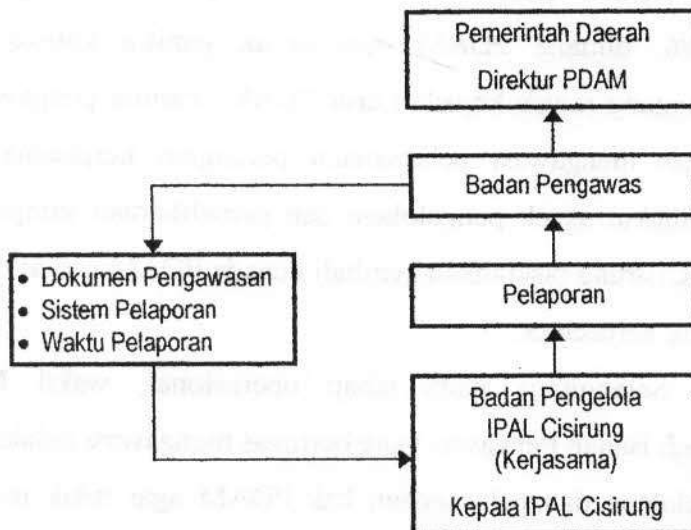 Pemerintah Daerah
Direktur PDAM
Badan Pengawas
• Dokumen Pengawasan
• Sistem Pelaporan
• Waktu Pelaporan
Pelaporan
Badan Pengelola
IPAL Cisirung
(Kerjasama)
Kepala IPAL Cisirung